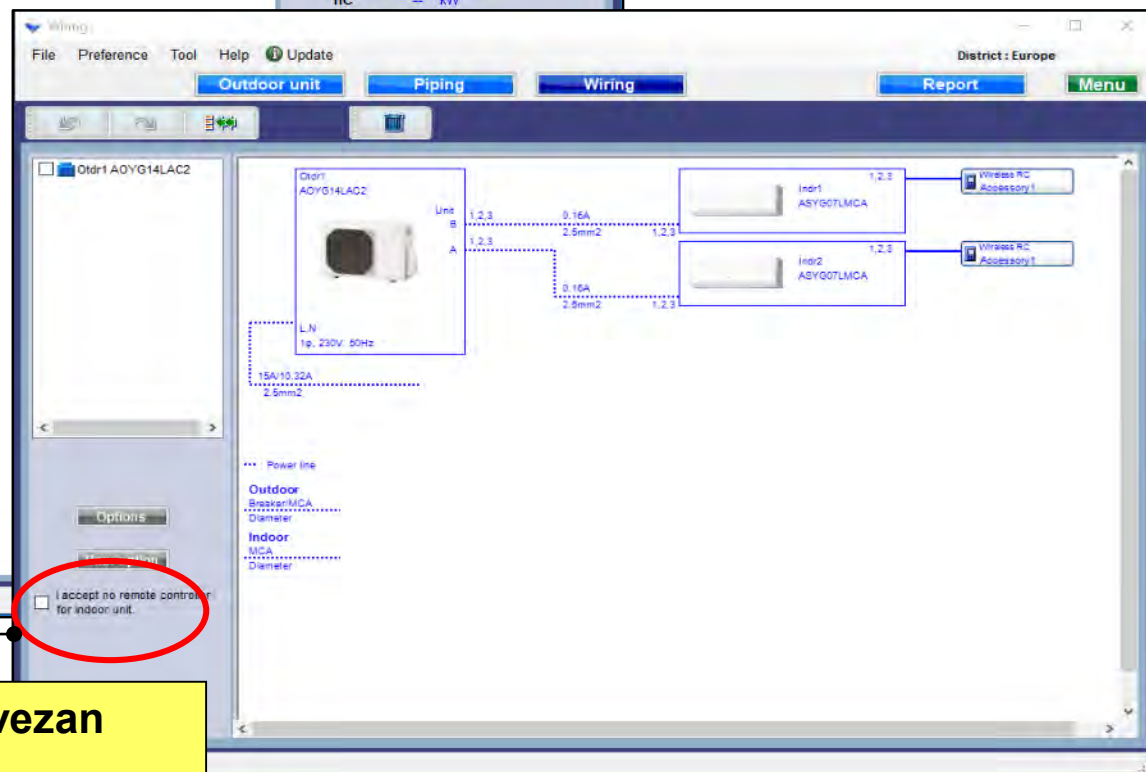 TIC -- kW
Wiring
File Preference Tool Help Update
District : Europe
Outdoor unit Piping Wiring Report Menu
Otdr1 AOYG14LAC2
Otdr1
AOYG14LAC2
Unit
B
A
1,2,3
1,2,3
0.16A
2.5mm2
1,2,3
0.16A
2.5mm2
1,2,3
Indr1
ASYG07LMCA
1,2,3
Wireless RC
Accessory1
Indr2
ASYG07LMCA
1,2,3
Wireless RC
Accessory1
L,N
1φ, 230V, 50Hz
15A/10.32A
2.5mm2
Power line
Outdoor
Breaker/MCA
Diameter
Indoor
MCA
Diameter
Options
I accept no remote controller
for indoor unit.
vezan